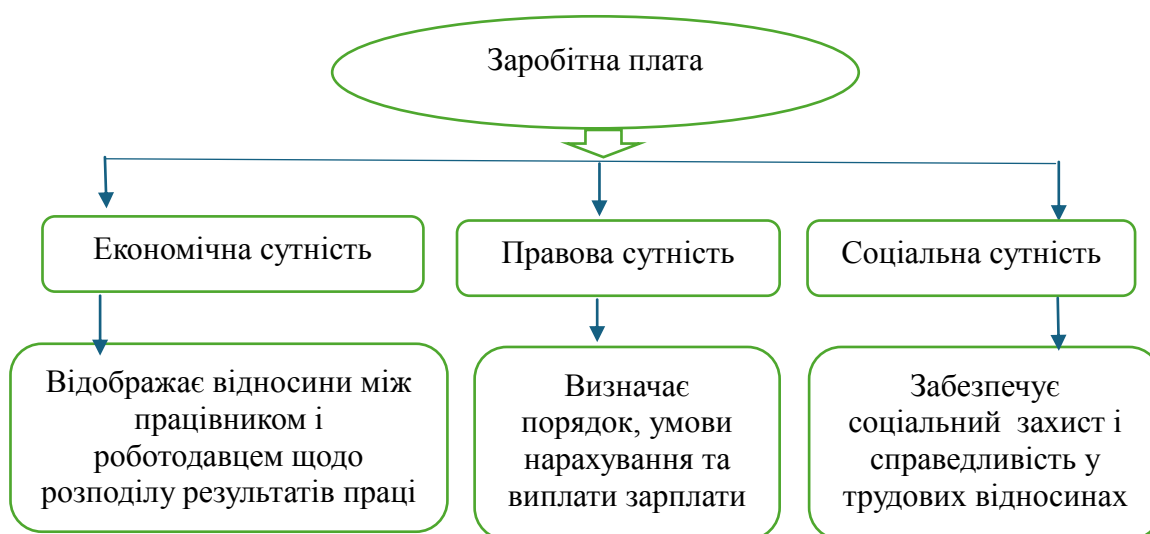 Заробітна плата
Економічна сутність
Правова сутність
Соціальна сутність
Відображає відносини між
працівником і
роботодавцем щодо
розподілу результатів праці
Визначає
порядок, умови
нарахування та
виплати зарплати
Забезпечує
соціальний захист і
справедливість у
трудових відносинах